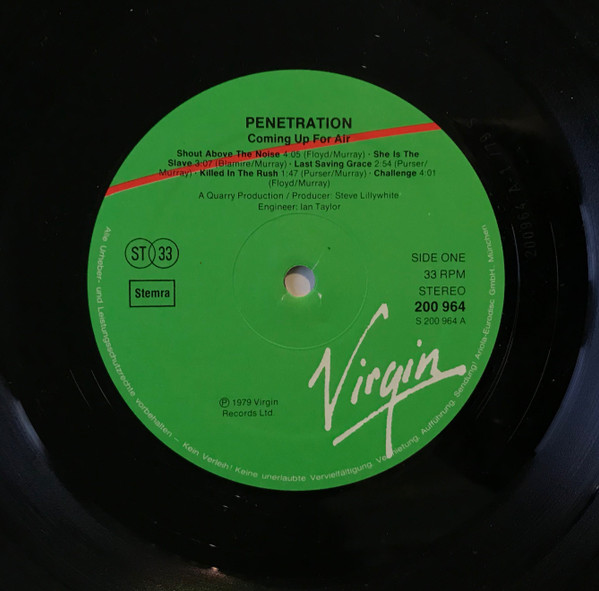 PENETRATION
Coming Up For Air
Shout Above The Noise 4:05 (Floyd/Murray) · She Is The
Slave 3:07 (Blamire/Murray) · Last Saving Grace 2:54 (Purser/
Murray) · Killed In The Rush 1:47 (Purser/Murray) · Challenge 4:01
(Floyd/Murray)
A Quarry Production / Producer: Steve Lillywhite
Engineer: Ian Taylor
ST 33
Stemra
SIDE ONE
33 RPM
STEREO
200 964
S 200 964 A
Virgin
℗ 1979 Virgin
Records Ltd.
Alle Urheber- und Leistungsschutzrechte vorbehalten – Kein Verleih! Keine unerlaubte Vervielfältigung, Vermietung, Aufführung, Sendung! Ariola-Eurodisc GmbH, München